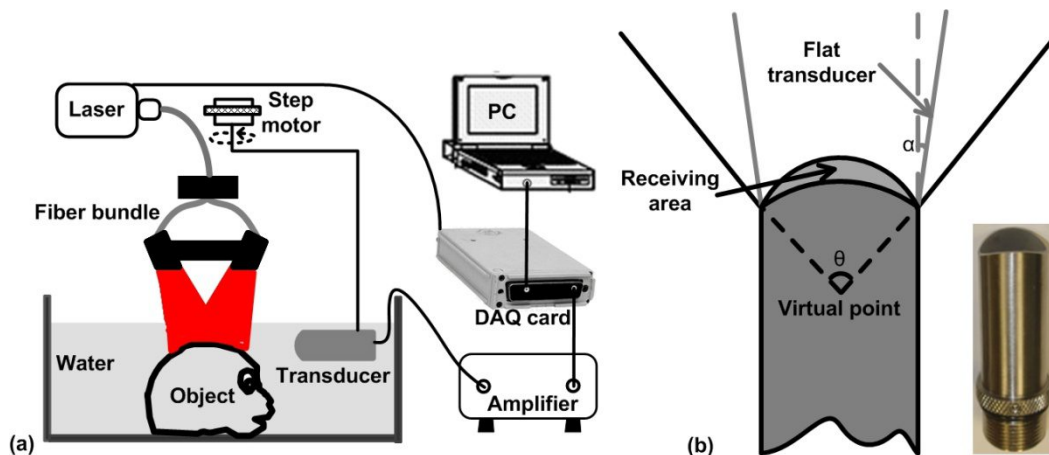 Laser
Step
motor
PC
Fiber bundle
DAQ card
Water
Object
Transducer
Amplifier
(a)
Flat
transducer
α
Receiving
area
θ
Virtual point
(b)